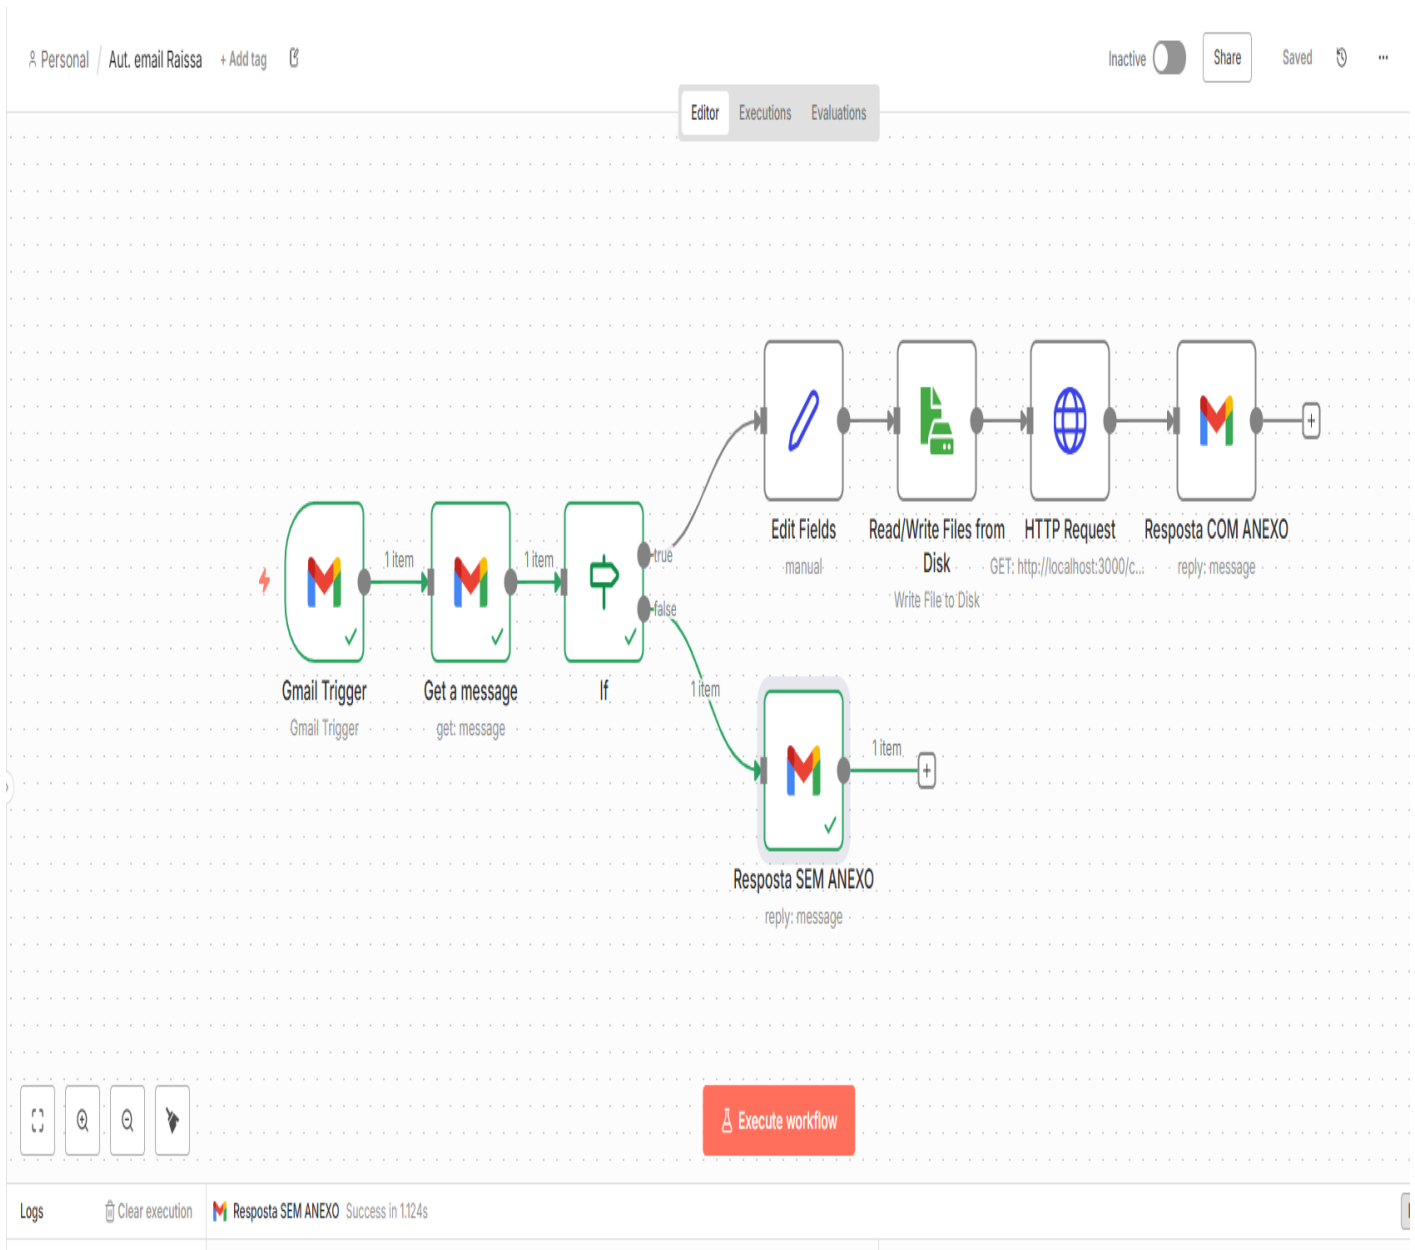 Personal / Aut. email Raissa + Add tag
Inactive Share Saved ...
Editor Executions Evaluations
1 item
1 item
true
false
1 item
1 item
Edit Fields
manual
Read/Write Files from
Disk
Write File to Disk
HTTP Request
GET: http://localhost:3000/c...
Resposta COM ANEXO
reply: message
Gmail Trigger
Gmail Trigger
Get a message
get: message
If
Resposta SEM ANEXO
reply: message
Execute workflow
Logs Clear execution Resposta SEM ANEXO Success in 1.124s